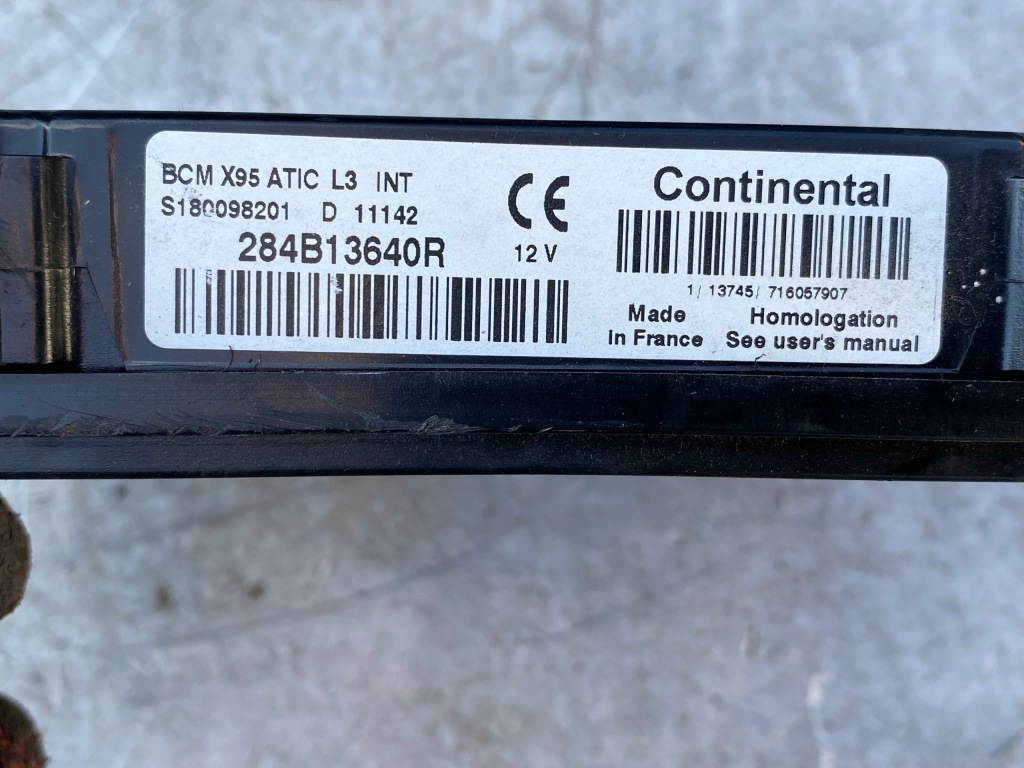 BCM X95 ATIC L3 INT
S180098201 D 11142
284B13640R
CE
12 V
Continental
1/ 13745/ 716057907
Made
in France
Homologation
See user's manual